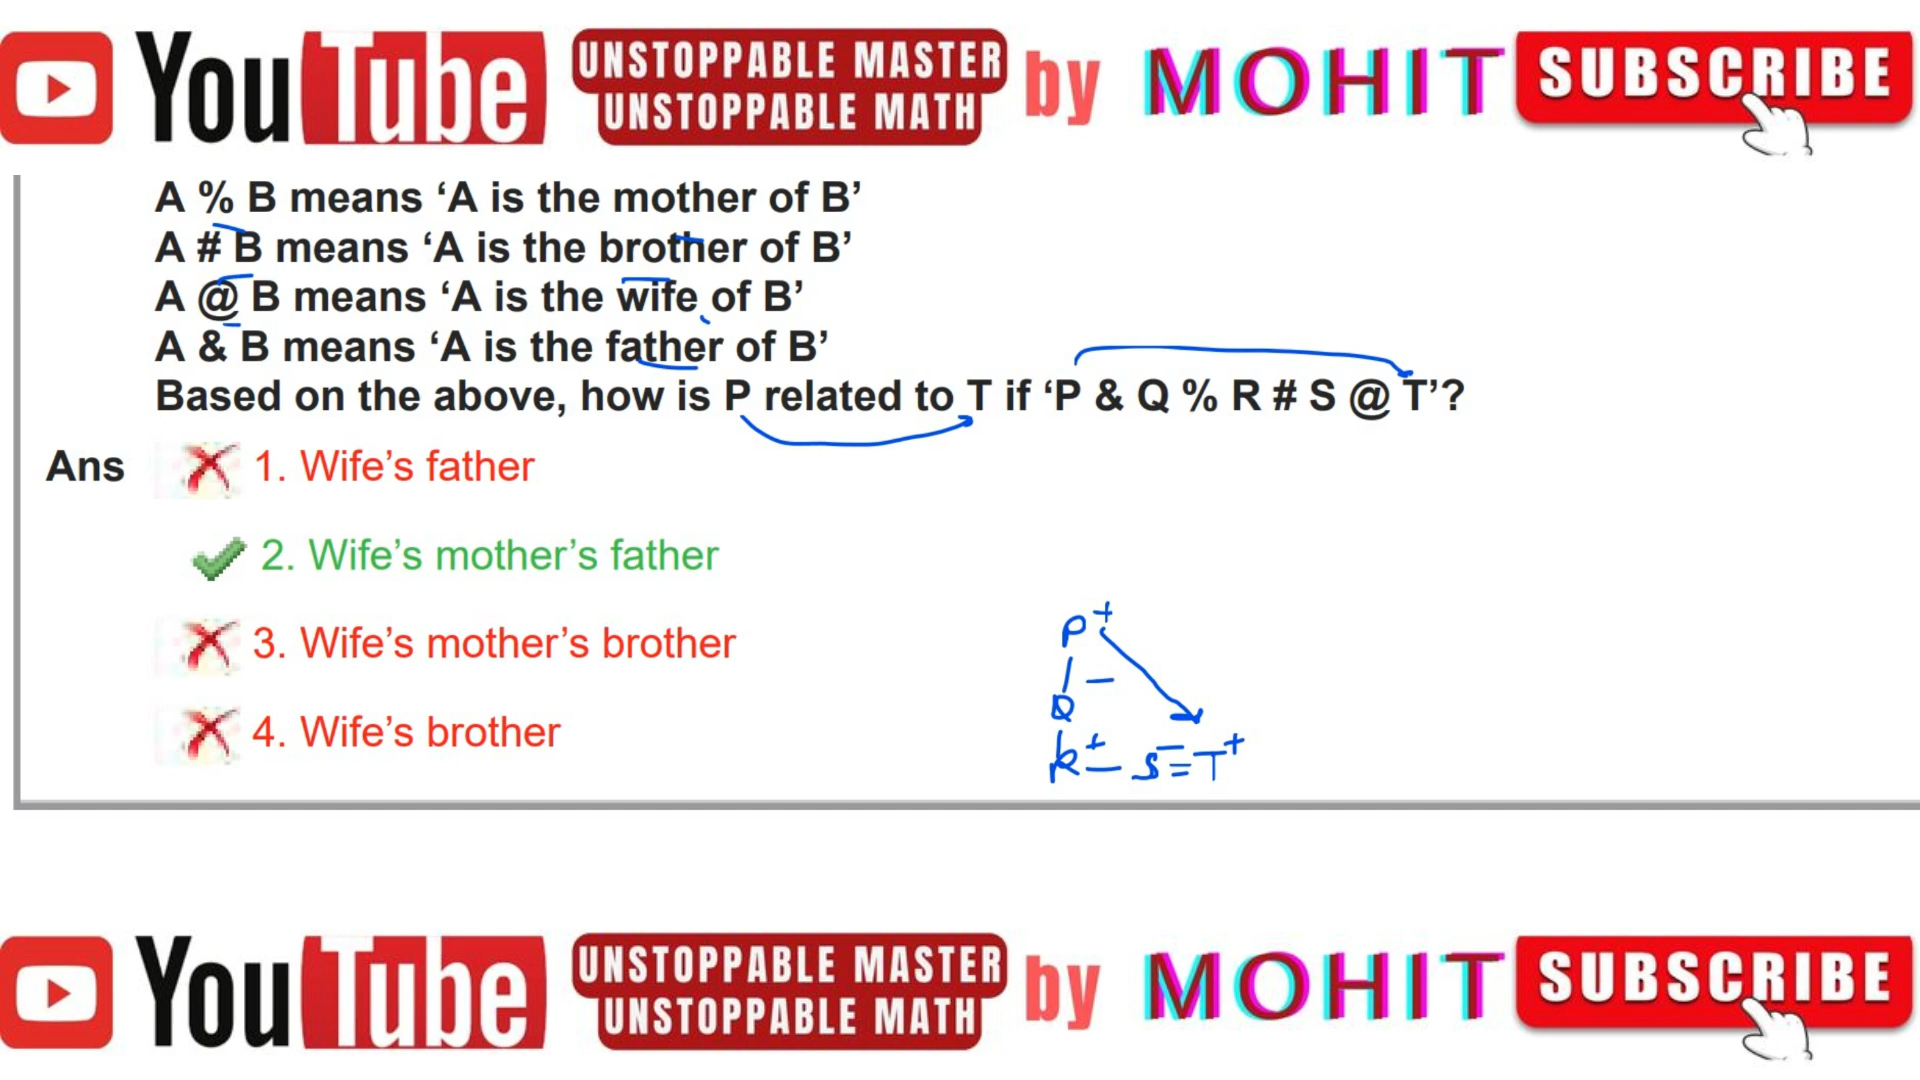 YouTube UNSTOPPABLE MASTER by MOHIT SUBSCRIBE
UNSTOPPABLE MATH
A % B means ‘A is the mother of B’
A # B means ‘A is the brother of B’
A @ B means ‘A is the wife of B’
A & B means ‘A is the father of B’
Based on the above, how is P related to T if ‘P & Q % R # S @ T’?
Ans 1. Wife’s father
2. Wife’s mother’s father
3. Wife’s mother’s brother
4. Wife’s brother
P +
| –
Q
R + – S – = T +
YouTube UNSTOPPABLE MASTER by MOHIT SUBSCRIBE
UNSTOPPABLE MATH